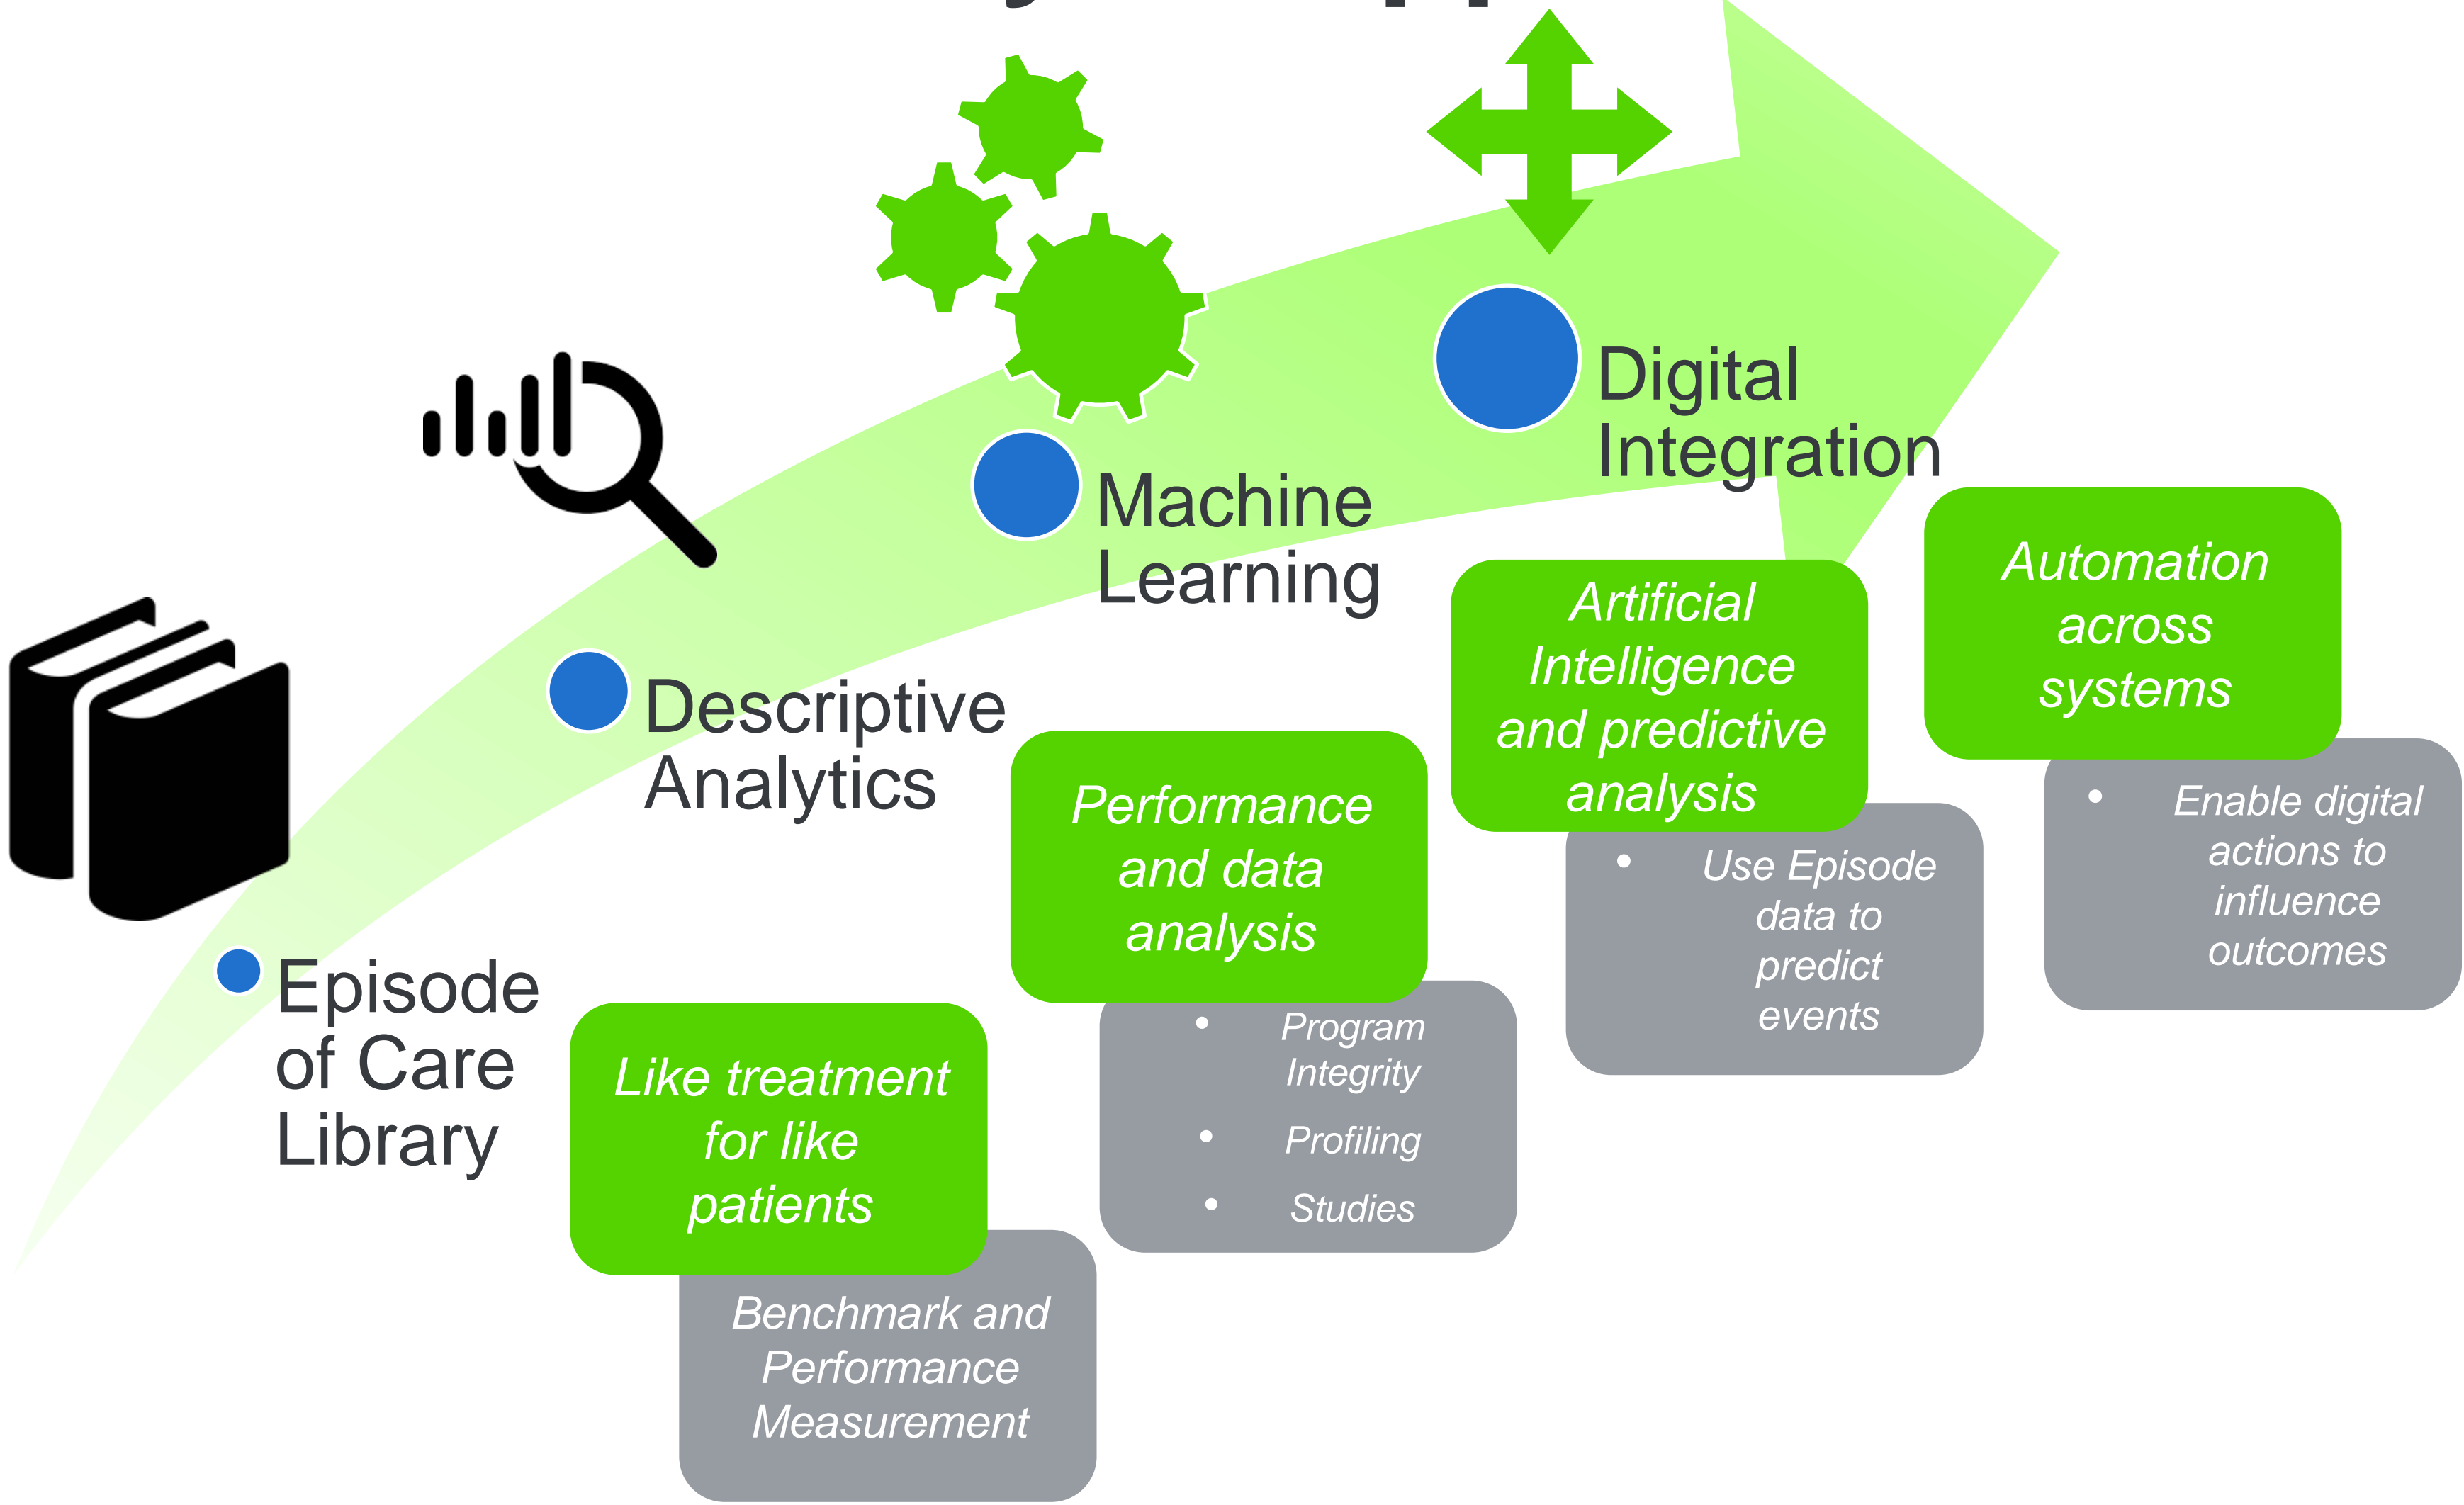 Digital
Integration
Machine
Learning
Descriptive
Analytics
Episode
of Care
Library
Like treatment
for like
patients
Benchmark and
Performance
Measurement
Performance
and data
analysis
• Program
Integrity
• Profiling
• Studies
Artificial
Intelligence
and predictive
analysis
• Use Episode
data to
predict
events
Automation
across
systems
• Enable digital
actions to
influence
outcomes